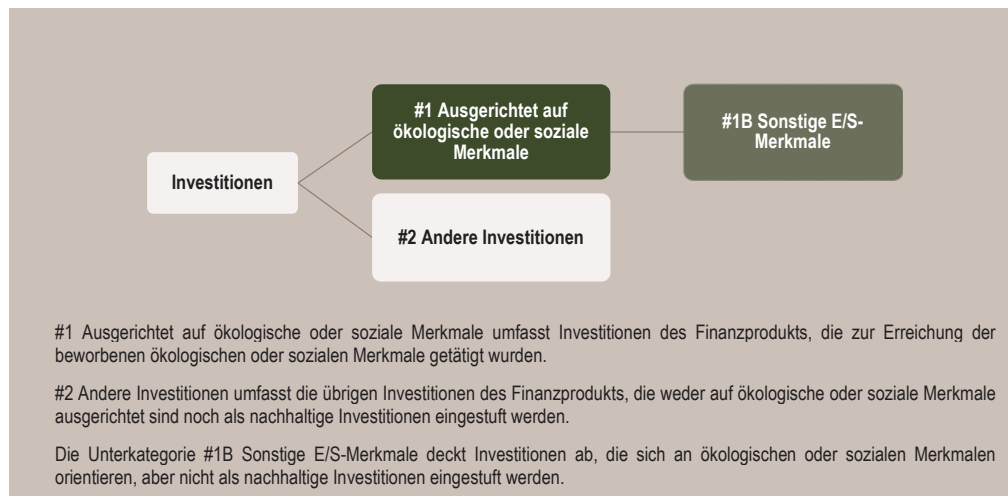 #1 Ausgerichtet auf
ökologische oder soziale
Merkmale
#1B Sonstige E/S-
Merkmale
Investitionen
#2 Andere Investitionen
#1 Ausgerichtet auf ökologische oder soziale Merkmale umfasst Investitionen des Finanzprodukts, die zur Erreichung der
beworbenen ökologischen oder sozialen Merkmale getätigt wurden.
#2 Andere Investitionen umfasst die übrigen Investitionen des Finanzprodukts, die weder auf ökologische oder soziale Merkmale
ausgerichtet sind noch als nachhaltige Investitionen eingestuft werden.
Die Unterkategorie #1B Sonstige E/S-Merkmale deckt Investitionen ab, die sich an ökologischen oder sozialen Merkmalen
orientieren, aber nicht als nachhaltige Investitionen eingestuft werden.